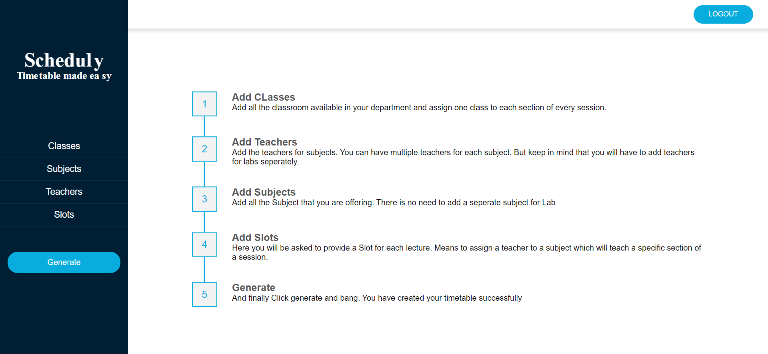 LOGOUT
Scheduly
Timetable made ea sy
Classes
Subjects
Teachers
Slots
Generate
1
Add CLasses
Add all the classroom available in your department and assign one class to each section of every session.
2
Add Teachers
Add the teachers for subjects. You can have multiple teachers for each subject. But keep in mind that you will have to add teachers
for labs seperately.
3
Add Subjects
Add all the Subject that you are offering. There is no need to add a seperate subject for Lab
4
Add Slots
Here you will be asked to provide a Slot for each lecture. Means to assign a teacher to a subject which will teach a specific section of
a session.
5
Generate
And finally Click generate and bang. You have created your timetable successfully